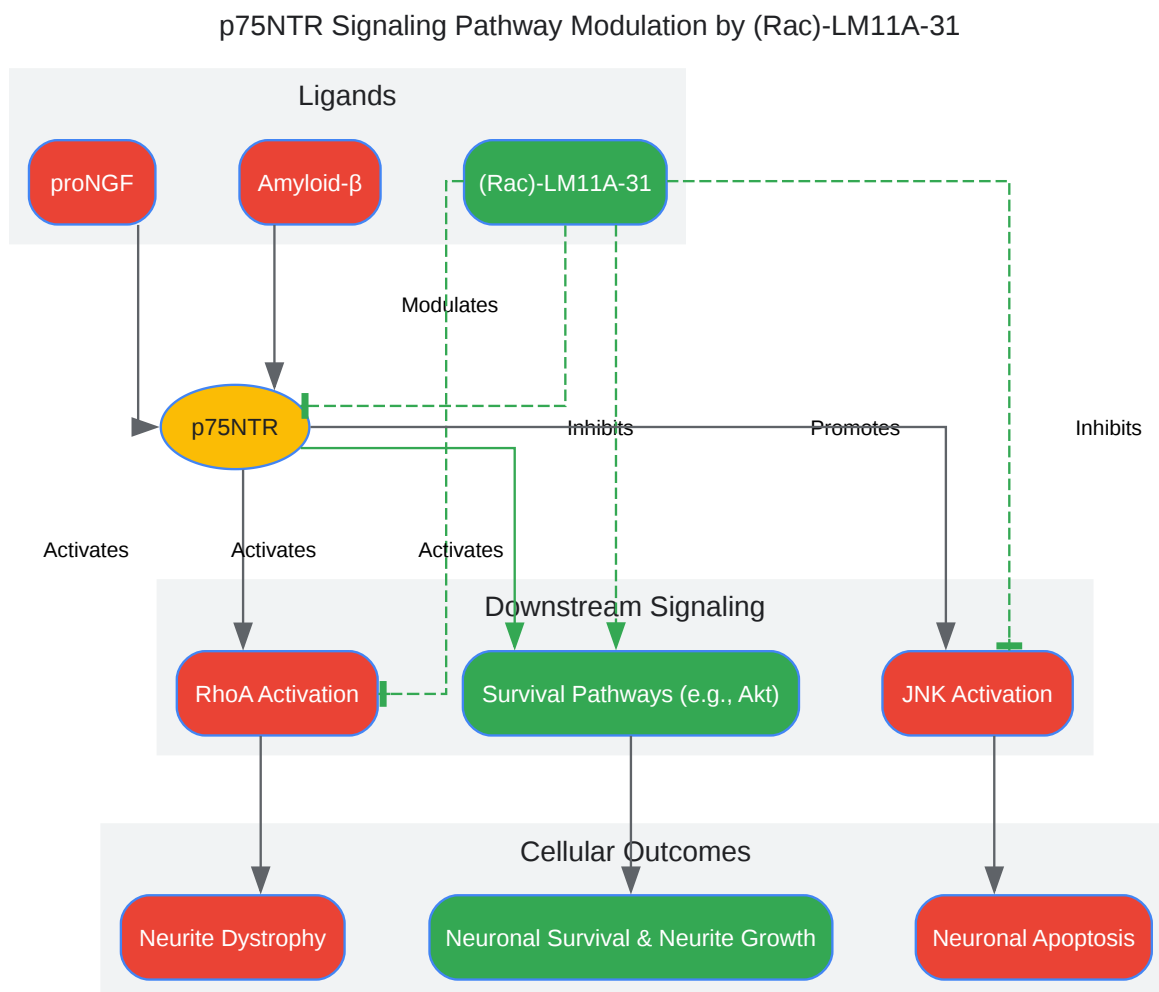 p75NTR Signaling Pathway Modulation by (Rac)-LM11A-31
Ligands
proNGF
Amyloid-β
(Rac)-LM11A-31
Modulates
p75NTR
Inhibits
Promotes
Inhibits
Activates
Activates
Activates
Downstream Signaling
RhoA Activation
Survival Pathways (e.g., Akt)
JNK Activation
Cellular Outcomes
Neurite Dystrophy
Neuronal Survival & Neurite Growth
Neuronal Apoptosis